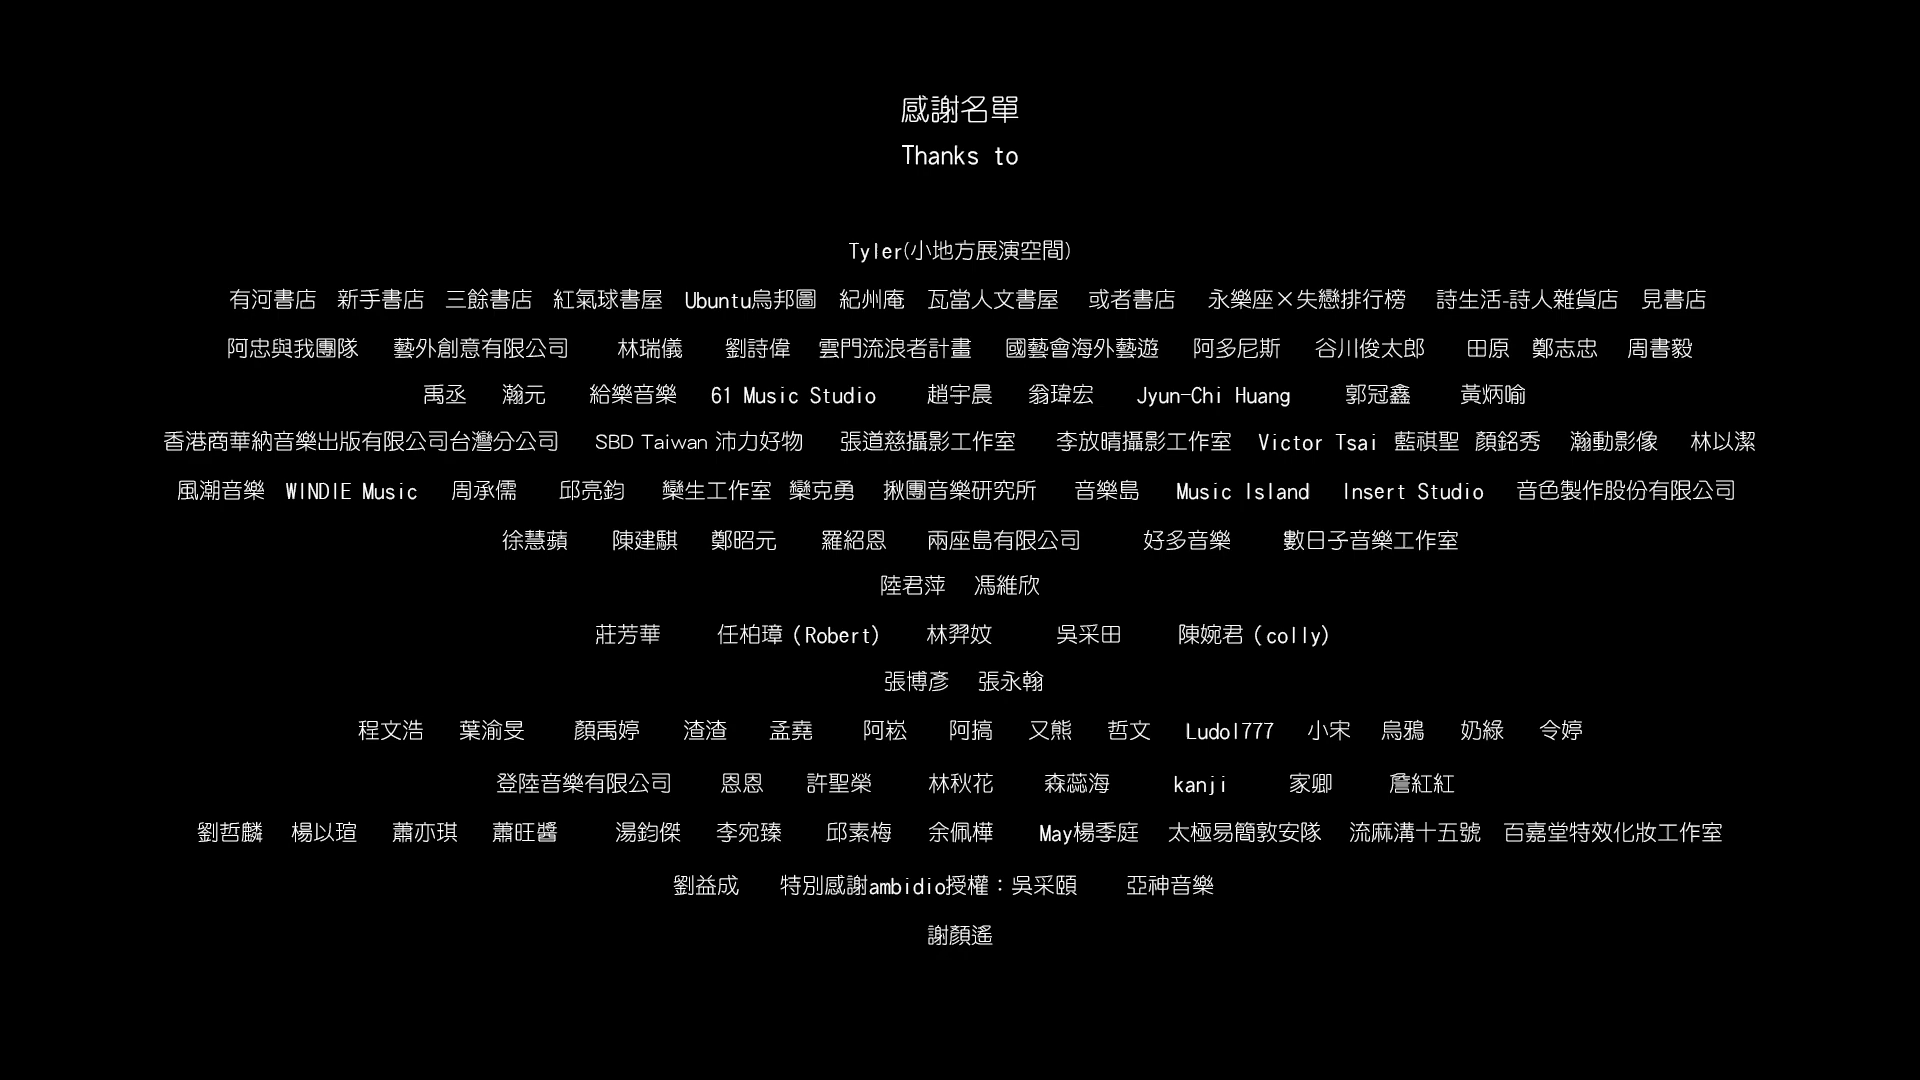 感謝名單
Thanks to
Tyler(小地方展演空間)
有河書店 新手書店 三餘書店 紅氣球書屋 Ubuntu烏邦圖 紀州庵 瓦當人文書屋 或者書店 永樂座×失戀排行榜 詩生活-詩人雜貨店 見書店
阿忠與我團隊 藝外創意有限公司 林瑞儀 劉詩偉 雲門流浪者計畫 國藝會海外藝遊 阿多尼斯 谷川俊太郎 田原 鄭志忠 周書毅
禹丞 瀚元 給樂音樂 61 Music Studio 趙宇晨 翁瑋宏 Jyun-Chi Huang 郭冠鑫 黃炳喻
香港商華納音樂出版有限公司台灣分公司 SBD Taiwan 沛力好物 張道慈攝影工作室 李放晴攝影工作室 Victor Tsai 藍祺聖 顏銘秀 瀚動影像 林以潔
風潮音樂 WINDIE Music 周承儒 邱亮鈞 欒生工作室 欒克勇 揪團音樂研究所 音樂島 Music Island Insert Studio 音色製作股份有限公司
徐慧蘋 陳建騏 鄭昭元 羅紹恩 兩座島有限公司 好多音樂 數日子音樂工作室
陸君萍 馮維欣
莊芳華 任柏璋（Robert） 林羿妏 吳采田 陳婉君（colly）
張博彥 張永翰
程文浩 葉渝旻 顏禹婷 渣渣 孟堯 阿崧 阿搞 又熊 哲文 Ludol777 小宋 烏鴉 奶綠 令婷
登陸音樂有限公司 恩恩 許聖榮 林秋花 森蕊海 kanji 家卿 詹紅紅
劉哲麟 楊以瑄 蕭亦琪 蕭旺醬 湯鈞傑 李宛臻 邱素梅 余佩樺 May楊季庭 太極易簡敦安隊 流麻溝十五號 百嘉堂特效化妝工作室
劉益成 特別感謝ambidio授權：吳采頤 亞神音樂
謝顏遙